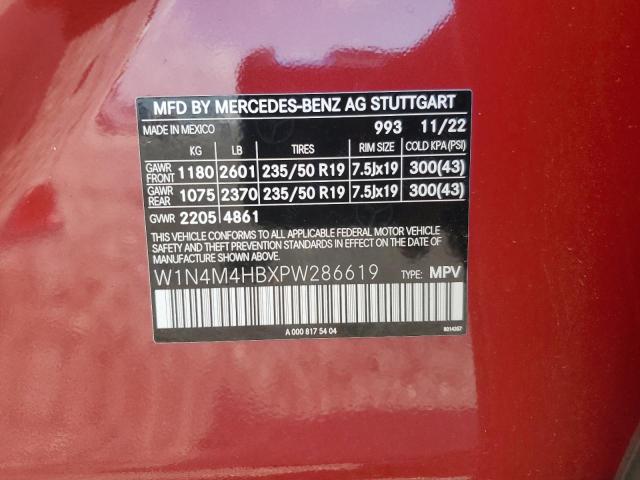 MFD BY MERCEDES-BENZ AG STUTTGART
MADE IN MEXICO 993 11/22
KG LB TIRES RIM SIZE COLD KPA (PSI)
GAWR FRONT 1180 2601 235/50 R19 7.5Jx19 300(43)
GAWR REAR 1075 2370 235/50 R19 7.5Jx19 300(43)
GVWR 2205 4861
THIS VEHICLE CONFORMS TO ALL APPLICABLE FEDERAL MOTOR VEHICLE
SAFETY AND THEFT PREVENTION STANDARDS IN EFFECT ON THE DATE OF
MANUFACTURE SHOWN ABOVE.
W1N4M4HBXPW286619 TYPE: MPV
A 000 817 54 04